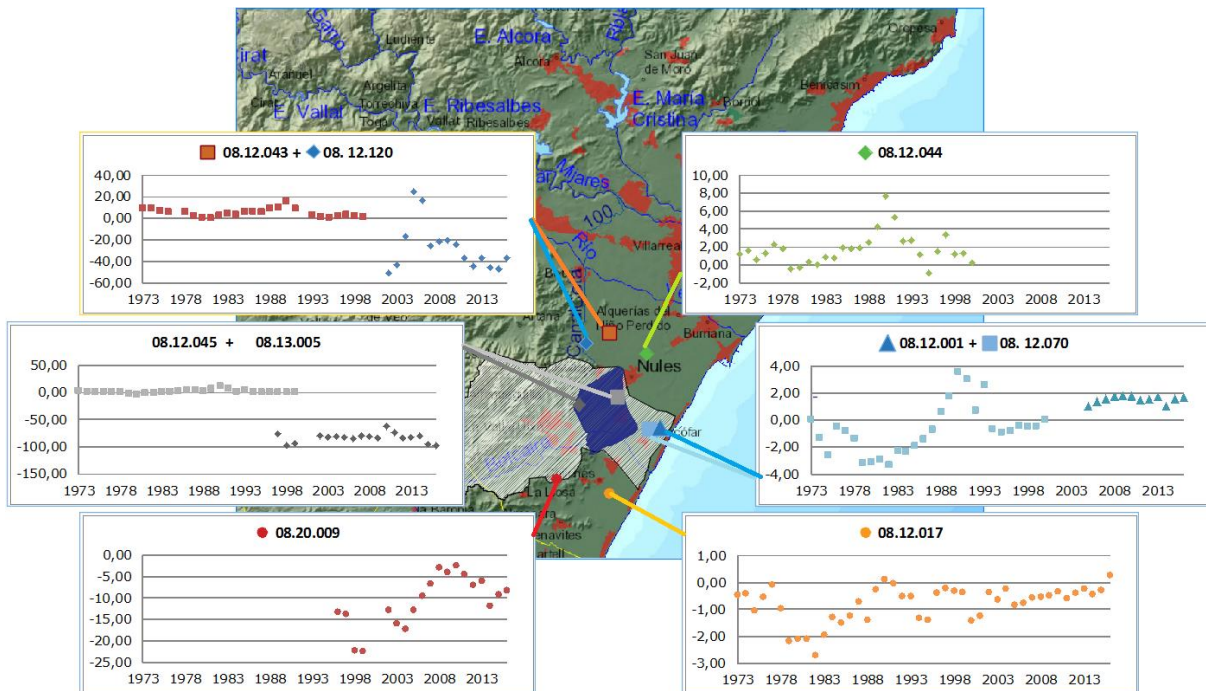 Oropesa
E. Alcora
Ludiente
San Juan
de Moró
Alcora
Argelita
Benicasim
Cirat
E. Vallat
Torrechiva
E. Ribesalbes
E. María
Cristina
Borriol
Vallat
Ribesalbes
08.12.043 + 08. 12.120
40,00
20,00
0,00
-20,00
-40,00
-60,00
1973 1978 1983 1988 1993 1998 2003 2008 2013
08.12.044
10,00
8,00
6,00
4,00
2,00
0,00
-2,00
1973 1978 1983 1988 1993 1998 2003 2008 2013
Mijares
100
Río
Villarreal
Alquerías del
Niño Perdido
Burriana
Nules
08.12.045 + 08.13.005
50,00
0,00
-50,00
-100,00
-150,00
1973 1978 1983 1988 1993 1998 2003 2008 2013
08.12.001 + 08. 12.070
4,00
2,00
0,00
-2,00
-4,00
1973 1978 1983 1988 1993 1998 2003 2008 2013
La Llosa
08.20.009
0,00
-5,00
-10,00
-15,00
-20,00
-25,00
1973 1978 1983 1988 1993 1998 2003 2008 2013
08.12.017
1,00
0,00
-1,00
-2,00
-3,00
1973 1978 1983 1988 1993 1998 2003 2008 2013